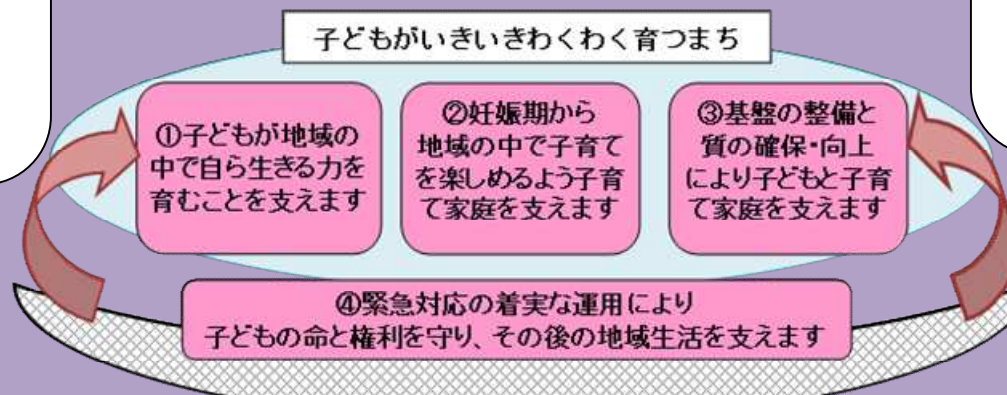 子どもがいきいきわくわく育つまち
①子どもが地域の
中で自ら生きる力を
育むことを支えます
②妊娠期から
地域の中で子育て
を楽しめるよう子育
て家庭を支えます
③基盤の整備と
質の確保・向上
により子どもと子育
て家庭を支えます
④緊急対応の着実な運用により
子どもの命と権利を守り、その後の地域生活を支えます